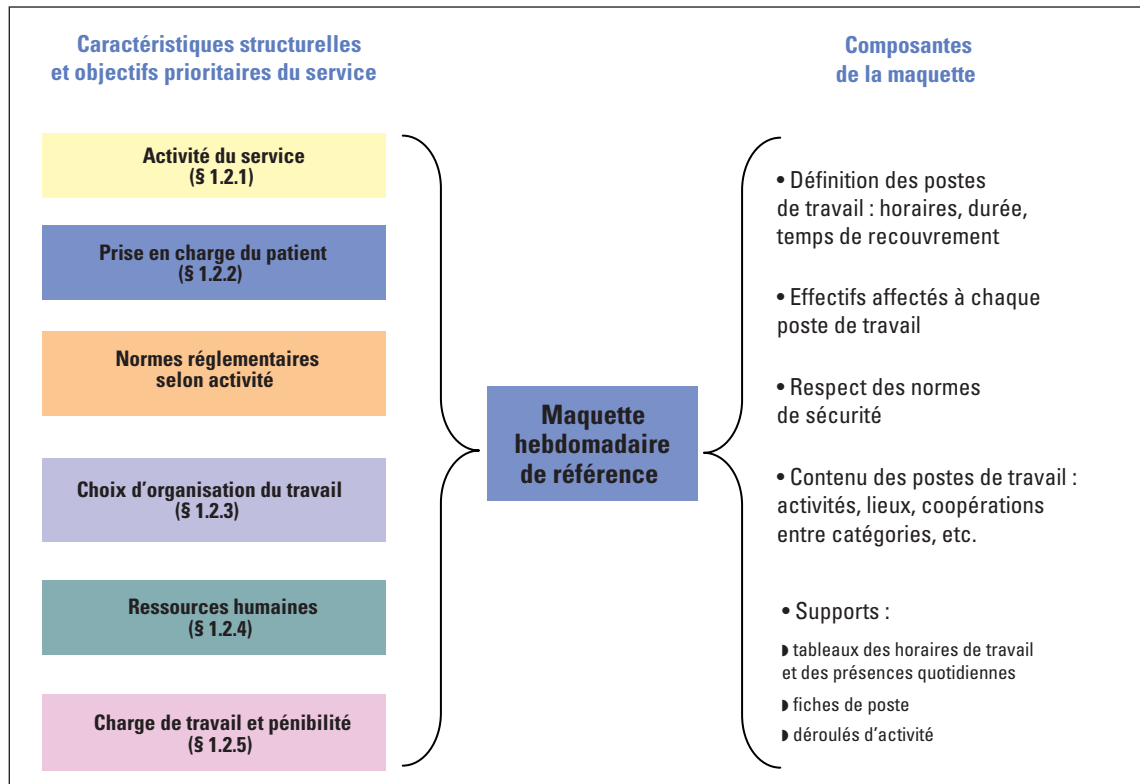 Caractéristiques structurelles
et objectifs prioritaires du service
Activité du service
(§ 1.2.1)
Prise en charge du patient
(§ 1.2.2)
Normes réglementaires
selon activité
Choix d'organisation du travail
(§ 1.2.3)
Ressources humaines
(§ 1.2.4)
Charge de travail et pénibilité
(§ 1.2.5)
Maquette
hebdomadaire
de référence
Composantes
de la maquette
• Définition des postes
de travail : horaires, durée,
temps de recouvrement
• Effectifs affectés à chaque
poste de travail
• Respect des normes
de sécurité
• Contenu des postes de travail :
activités, lieux, coopérations
entre catégories, etc.
• Supports :
◗ tableaux des horaires de travail
et des présences quotidiennes
◗ fiches de poste
◗ déroulés d'activité